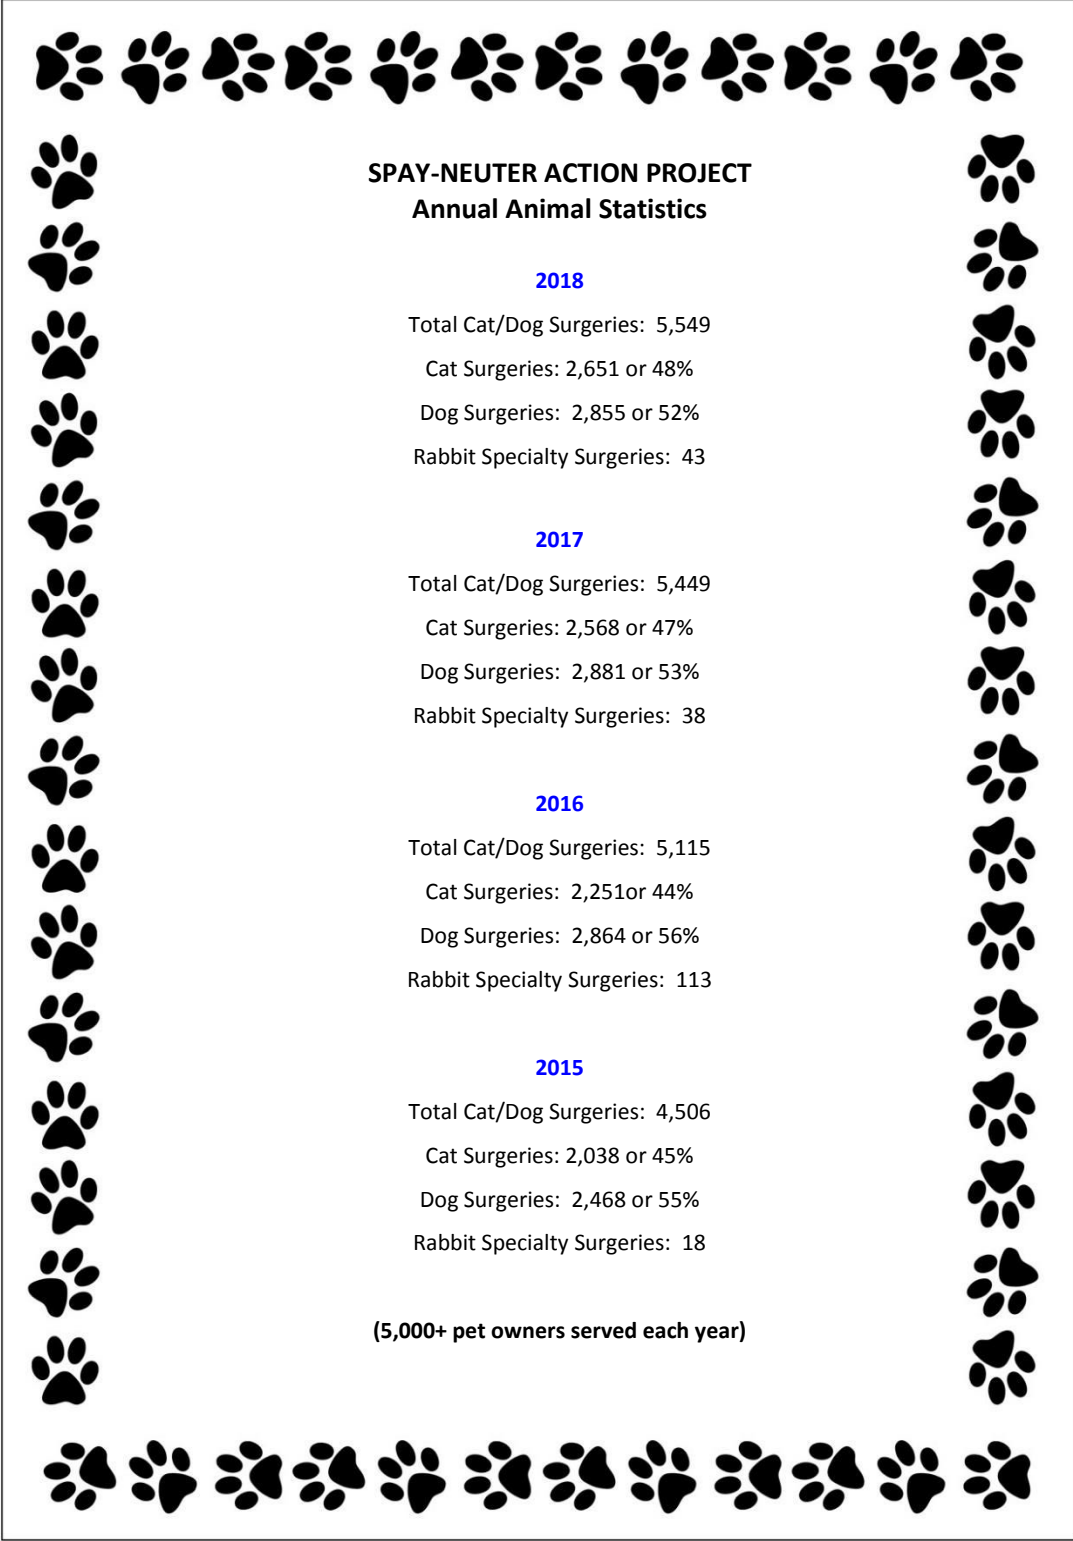 SPAY-NEUTER ACTION PROJECT
Annual Animal Statistics
2018
Total Cat/Dog Surgeries:  5,549
Cat Surgeries: 2,651 or 48%
Dog Surgeries:  2,855 or 52%
Rabbit Specialty Surgeries:  43
2017
Total Cat/Dog Surgeries:  5,449
Cat Surgeries: 2,568 or 47%
Dog Surgeries:  2,881 or 53%
Rabbit Specialty Surgeries:  38
2016
Total Cat/Dog Surgeries:  5,115
Cat Surgeries:  2,251or 44%
Dog Surgeries:  2,864 or 56%
Rabbit Specialty Surgeries:  113
2015
Total Cat/Dog Surgeries:  4,506
Cat Surgeries: 2,038 or 45%
Dog Surgeries:  2,468 or 55%
Rabbit Specialty Surgeries:  18
(5,000+ pet owners served each year)